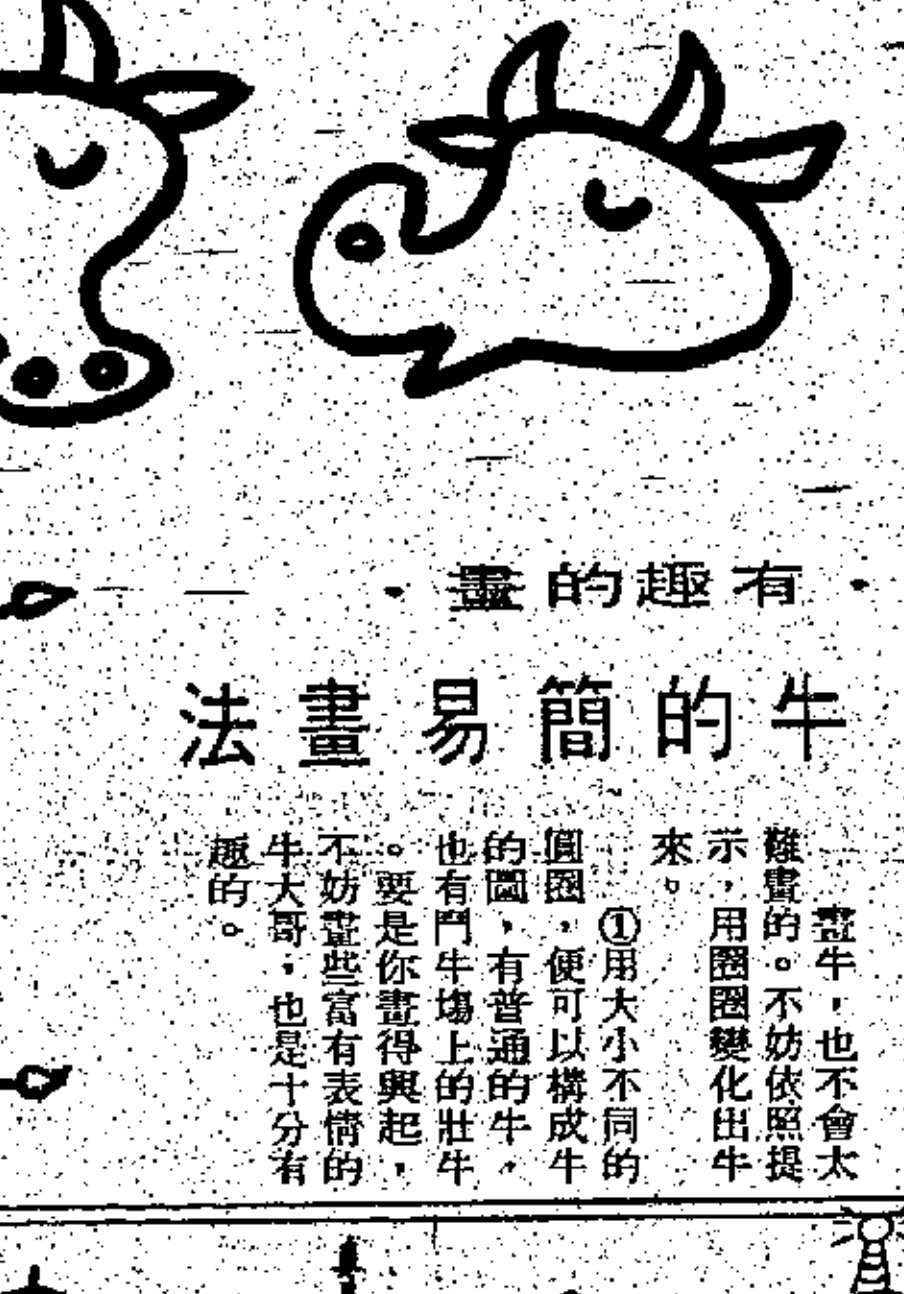 ·有趣的畫·
牛的簡易畫法
畫牛，也不會太
難畫的。不妨依照提
示，用圈圈變化出牛
來。
①用大小不同的
圓圈，便可以構成牛
的圖，有普通的牛，
也有鬥牛場上的壯牛
。要是你畫得興起，
不妨畫些富有表情的
牛大哥，也是十分有
趣的。